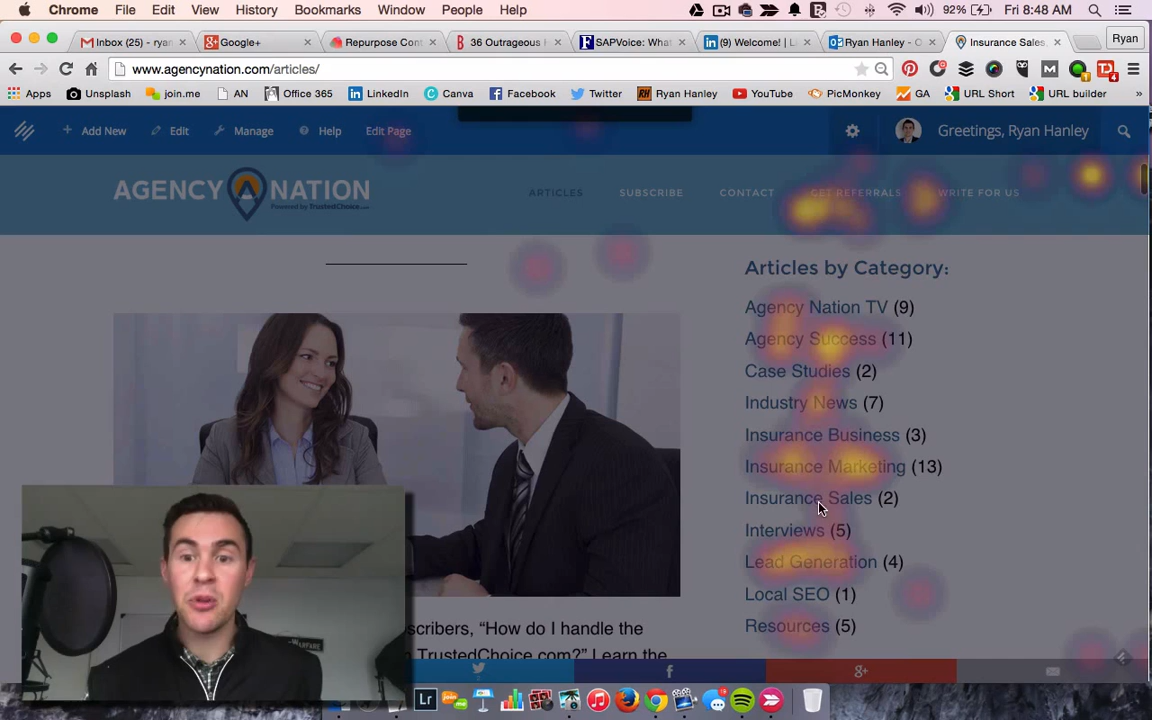 Chrome File Edit View History Bookmarks Window People Help 92% Fri 8:48 AM
Inbox (25) - ryan Google+ Repurpose Con 36 Outrageous SAPVoice: Wha (9) Welcome! | L Ryan Hanley - O Insurance Sales, Ryan
www.agencynation.com/articles/ 4
Apps Unsplash join.me AN Office 365 LinkedIn Canva Facebook Twitter Ryan Hanley YouTube PicMonkey GA URL Short URL builder »
Add New Edit Manage Help Edit Page Greetings, Ryan Hanley
AGENCY NATION
Powered by TrustedChoice.com
ARTICLES SUBSCRIBE CONTACT GET REFERRALS WRITE FOR US
Articles by Category:
Agency Nation TV (9)
Agency Success (11)
Case Studies (2)
Industry News (7)
Insurance Business (3)
Insurance Marketing (13)
Insurance Sales (2)
Interviews (5)
Lead Generation (4)
Local SEO (1)
Resources (5)
scribers, “How do I handle the
TrustedChoice.com?” Learn the
WARFARE
Lr join.me